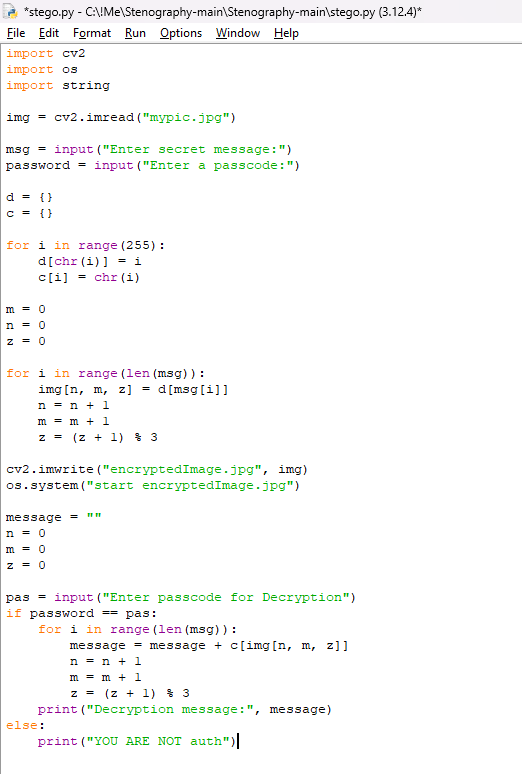 *stego.py - C:\!Me\Stenography-main\Stenography-main\stego.py (3.12.4)*
File Edit Format Run Options Window Help
import cv2
import os
import string

img = cv2.imread("mypic.jpg")

msg = input("Enter secret message:")
password = input("Enter a passcode:")

d = {}
c = {}

for i in range(255):
    d[chr(i)] = i
    c[i] = chr(i)

m = 0
n = 0
z = 0

for i in range(len(msg)):
    img[n, m, z] = d[msg[i]]
    n = n + 1
    m = m + 1
    z = (z + 1) % 3

cv2.imwrite("encryptedImage.jpg", img)
os.system("start encryptedImage.jpg")

message = ""
n = 0
m = 0
z = 0

pas = input("Enter passcode for Decryption")
if password == pas:
    for i in range(len(msg)):
        message = message + c[img[n, m, z]]
        n = n + 1
        m = m + 1
        z = (z + 1) % 3
    print("Decryption message:", message)
else:
    print("YOU ARE NOT auth")